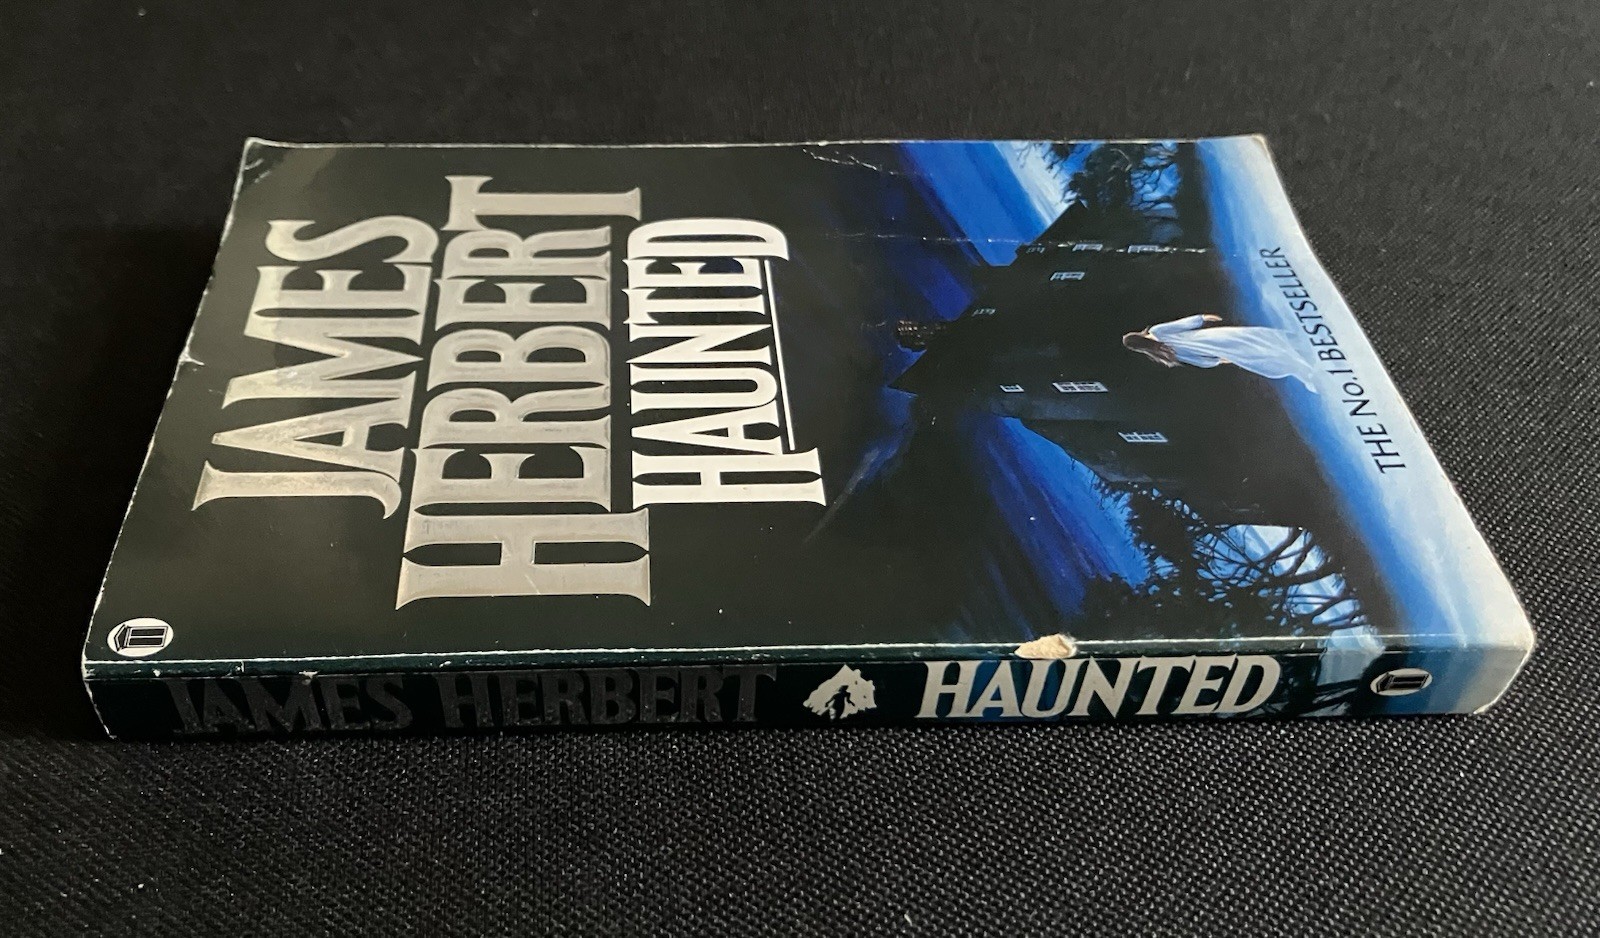 JAMES
HERBERT
HAUNTED
THE NO.1 BESTSELLER
JAMES HERBERT HAUNTED